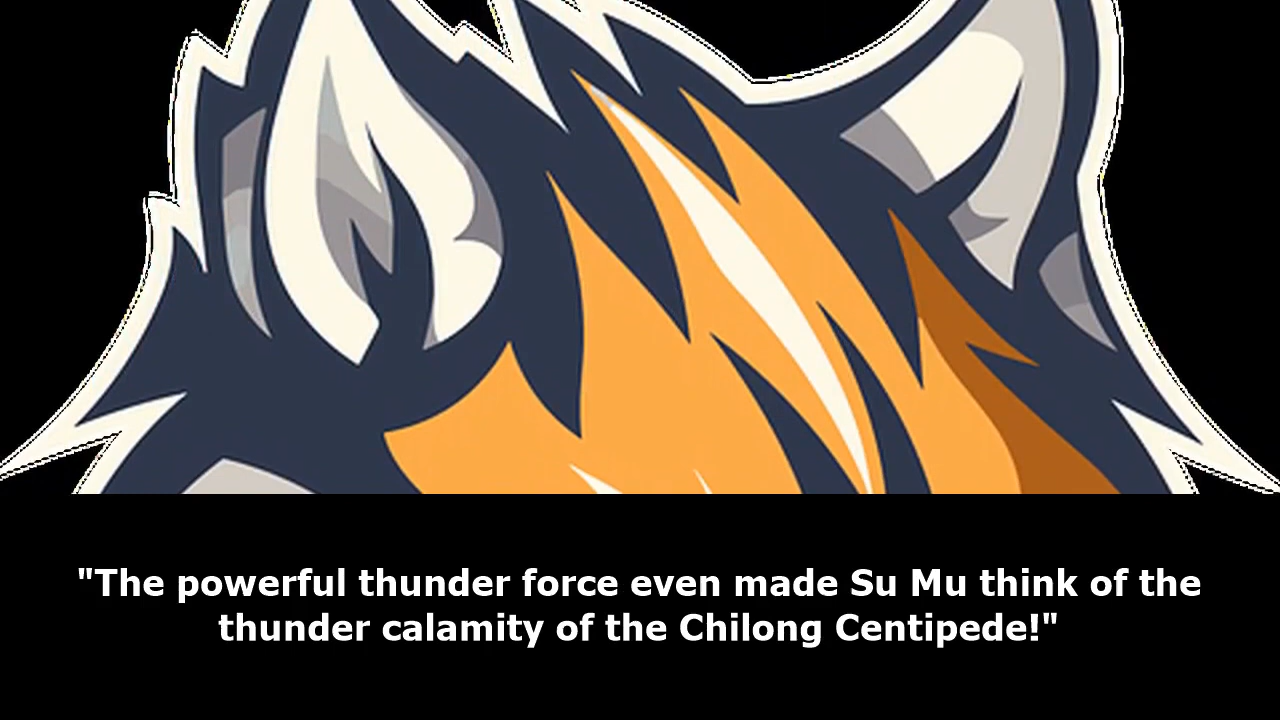 "The powerful thunder force even made Su Mu think of the
thunder calamity of the Chilong Centipede!"